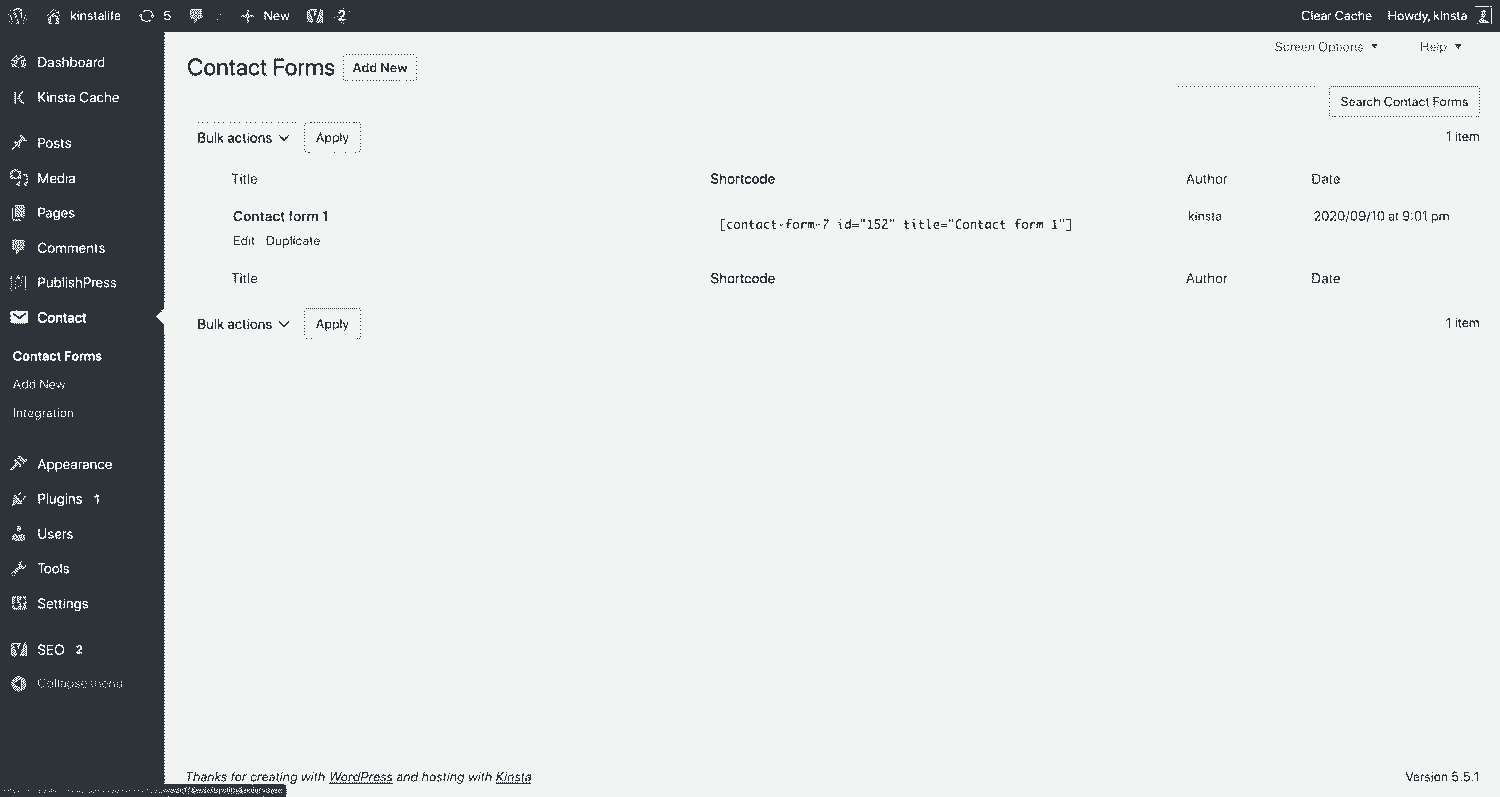 kinstalife 5 New 2 Clear Cache Howdy, kinsta
Screen Options Help
Dashboard
Kinsta Cache
Posts
Media
Pages
Comments
PublishPress
Contact
Contact Forms
Add New
Integration
Appearance
Plugins 1
Users
Tools
Settings
SEO 2
Collapse menu
Contact Forms Add New
Search Contact Forms
Bulk actions Apply 1 item
Title Shortcode Author Date
Contact form 1 [contact-form-7 id="152" title="Contact form 1"] kinsta 2020/09/10 at 9:01 pm
Edit Duplicate
Title Shortcode Author Date
Bulk actions Apply 1 item
Thanks for creating with WordPress and hosting with Kinsta Version 5.5.1